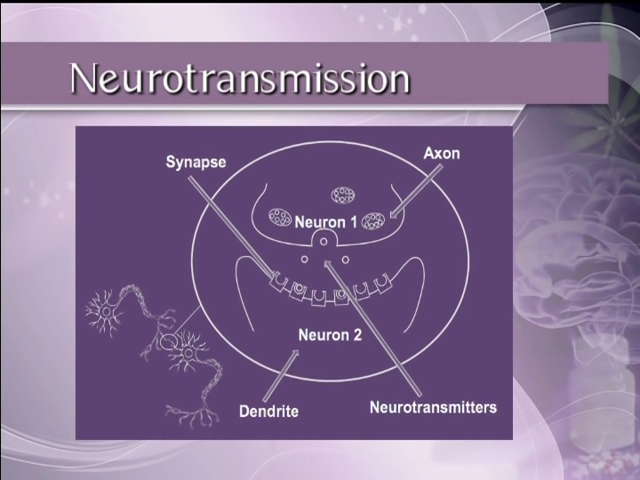 Neurotransmission
Synapse
Axon
Neuron 1
Neuron 2
Dendrite
Neurotransmitters